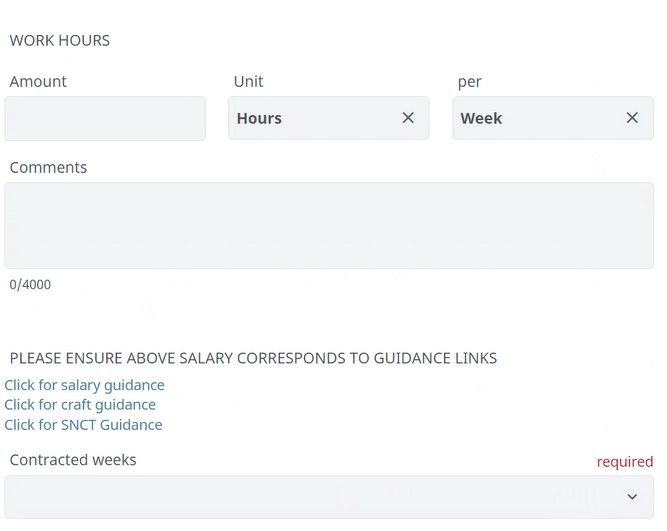 WORK HOURS
Amount Unit per
Hours Week
Comments
0/4000
PLEASE ENSURE ABOVE SALARY CORRESPONDS TO GUIDANCE LINKS
Click for salary guidance
Click for craft guidance
Click for SNCT Guidance
Contracted weeks required